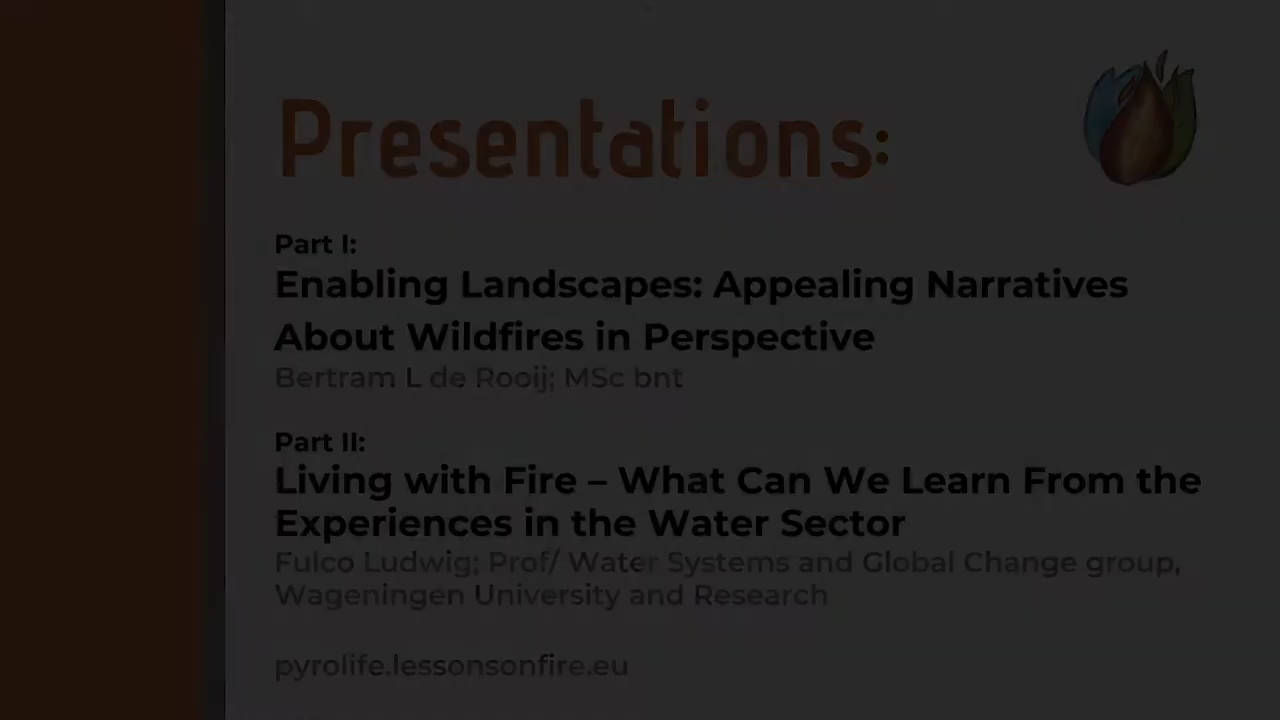 Presentations:
Part I:
Enabling Landscapes: Appealing Narratives
About Wildfires in Perspective
Bertram L de Rooij; MSc bnt
Part II:
Living with Fire – What Can We Learn From the
Experiences in the Water Sector
Fulco Ludwig; Prof/ Water Systems and Global Change group,
Wageningen University and Research
pyrolife.lessonsonfire.eu